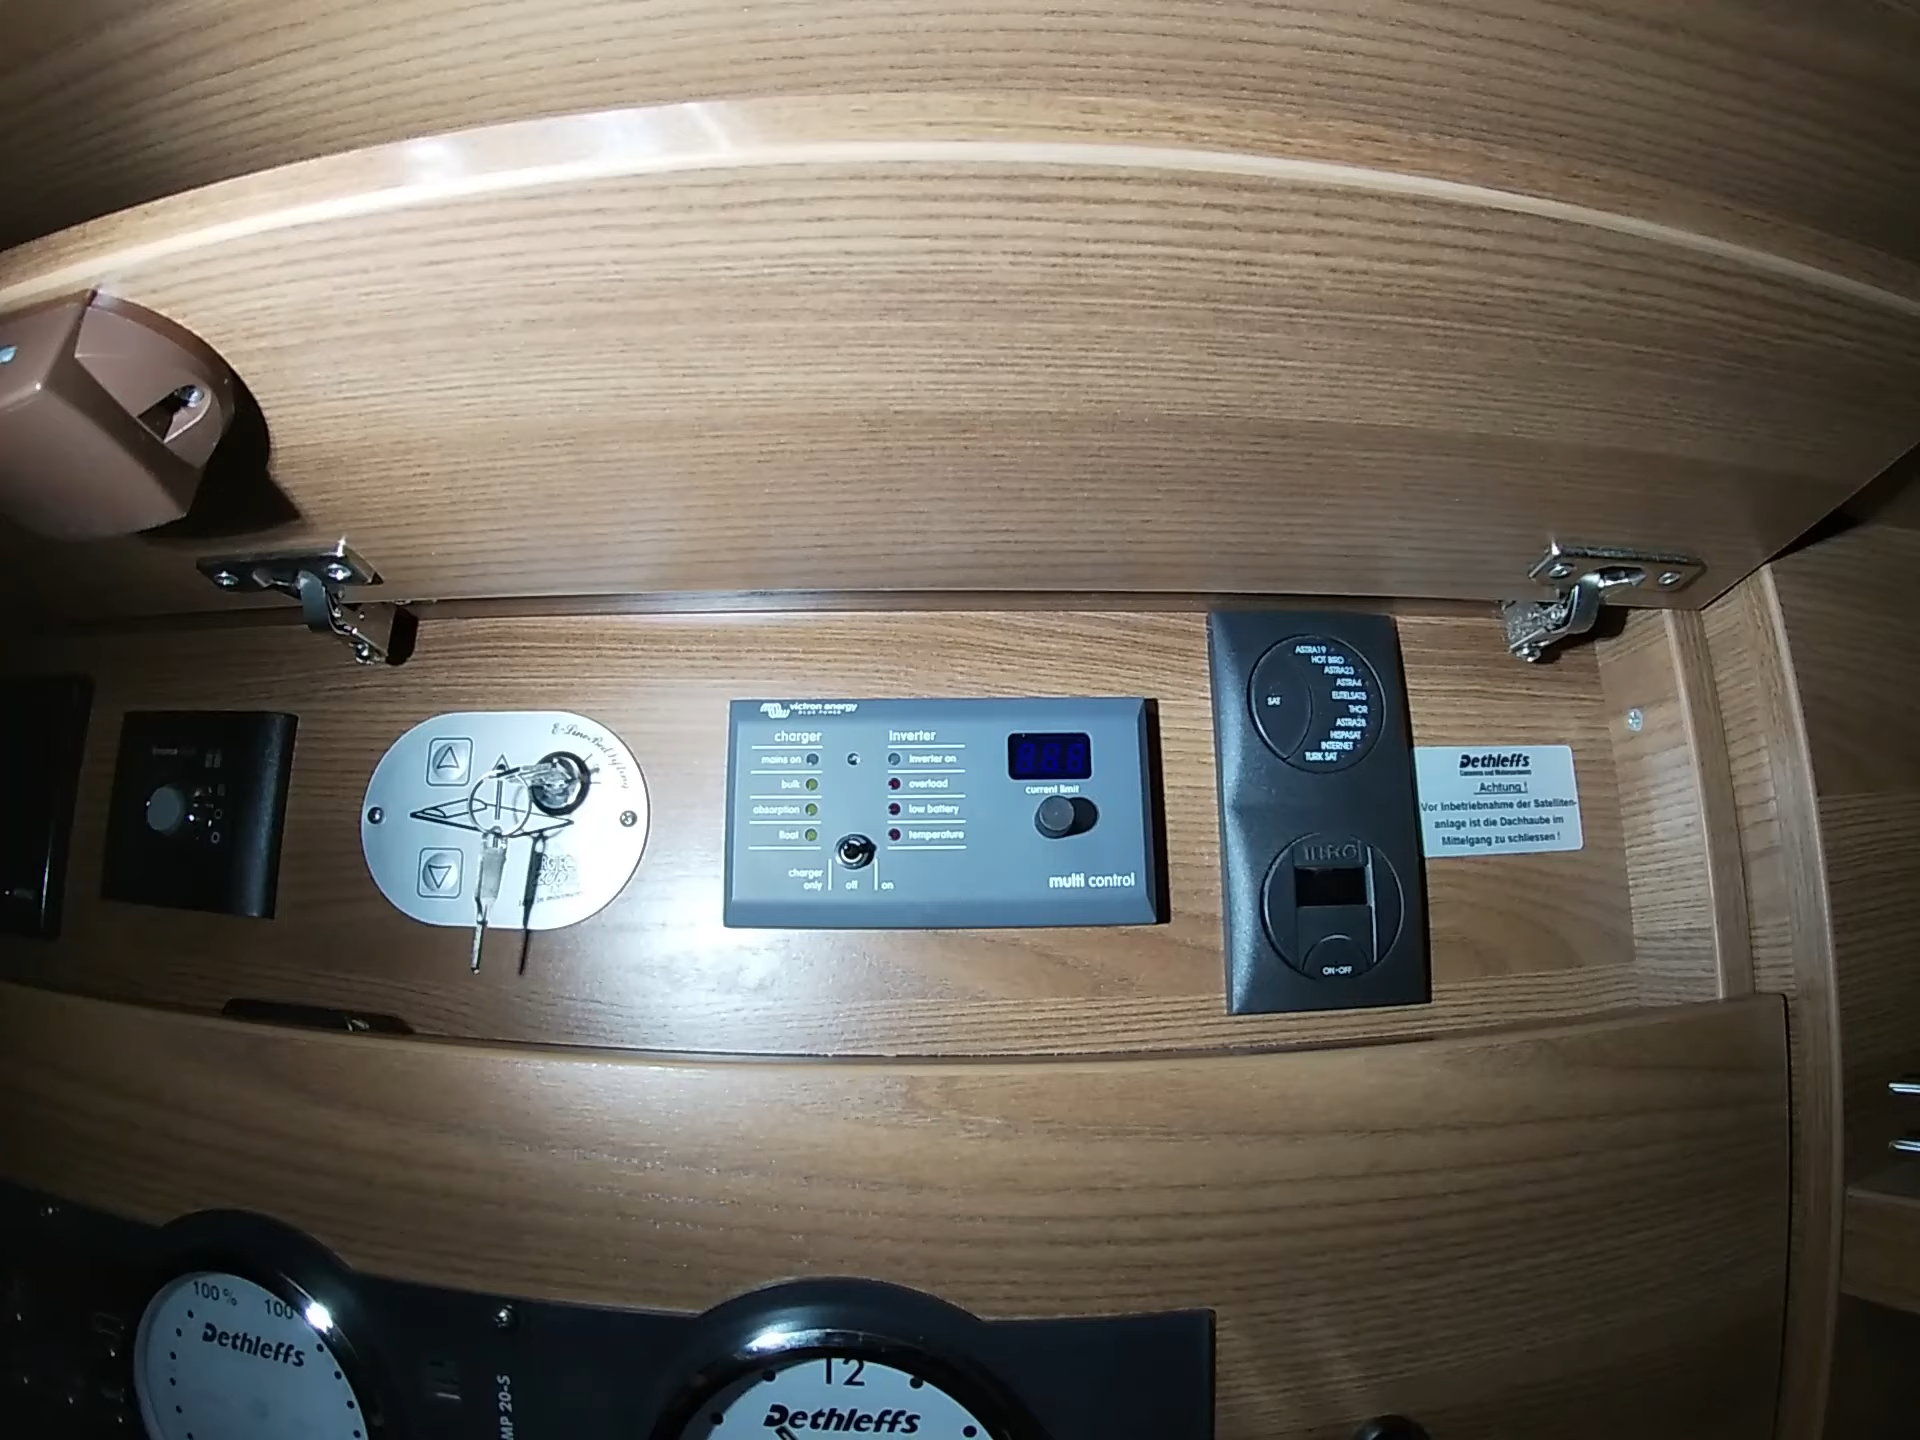 E-Line Bed lifting
victron energy
BLUE POWER
charger
mains on
bulk
absorption
float
charger
only
off
on
inverter
inverter on
overload
low battery
temperature
current limit
multi control
SAT
ASTRA19
HOT BIRD
ASTRA23
ASTRA4
EUTELSAT5
THOR
ASTRA28
HISPASAT
INTERNET
TURK SAT
ON-OFF
Dethleffs
Caravans und Motorcaravans
Achtung !
Vor Inbetriebnahme der Satelliten-
anlage ist die Dachhaube im
Mittelgang zu schliessen !
100 % 100
Dethleffs
MP 20-S
12
Dethleffs